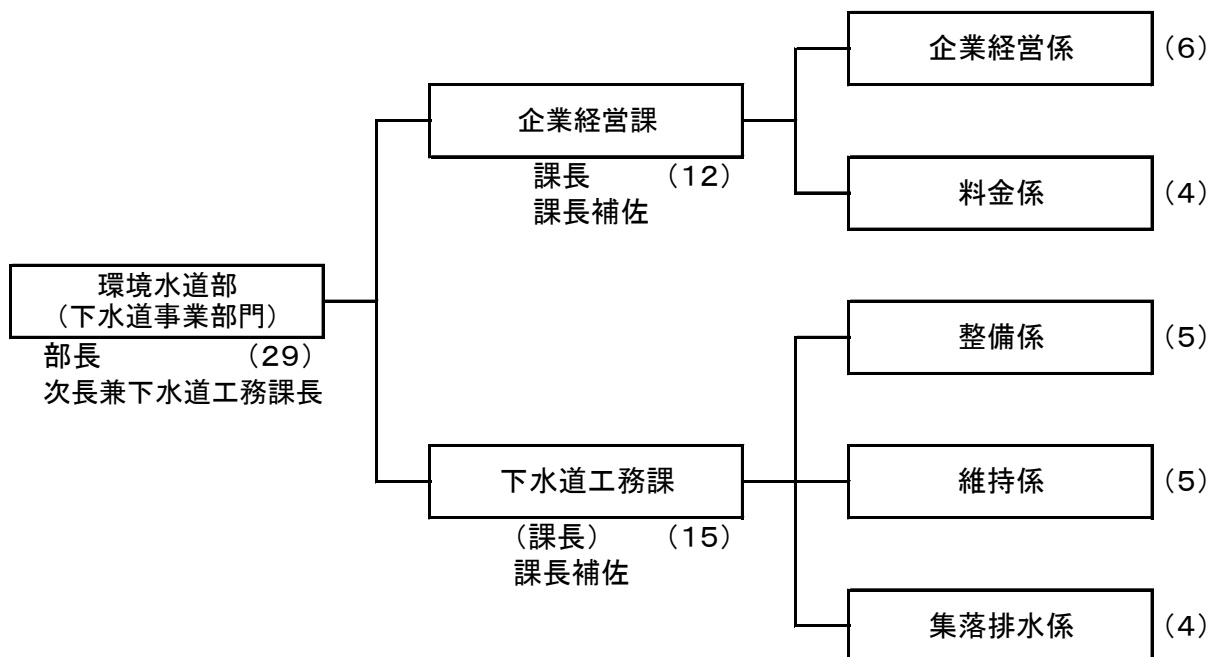 環境水道部
（下水道事業部門）
部長　（29）
次長兼下水道工務課長
企業経営課
課長　（12）
課長補佐
企業経営係　（6）
料金係　（4）
下水道工務課
（課長）　（15）
課長補佐
整備係　（5）
維持係　（5）
集落排水係　（4）